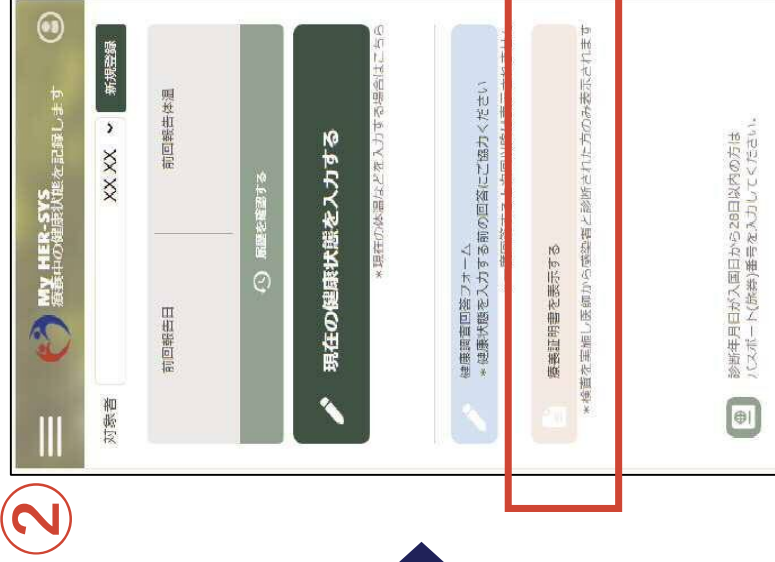 ②
My HER-SYS
療養中の健康状態を記録します
対象者
XX XX
新規登録
前回報告日
前回報告体温
履歴を確認する
現在の健康状態を入力する
*現在の体温などを入力する場合はこちら
健康調査回答フォーム
*健康状態を入力する前の回答にご協力ください
療養証明書を表示する
*検査を実施し医師から感染者と診断された方のみ表示されます
診断年月日が入国日から28日以内の方は
パスポート(旅券)番号を入力してください。